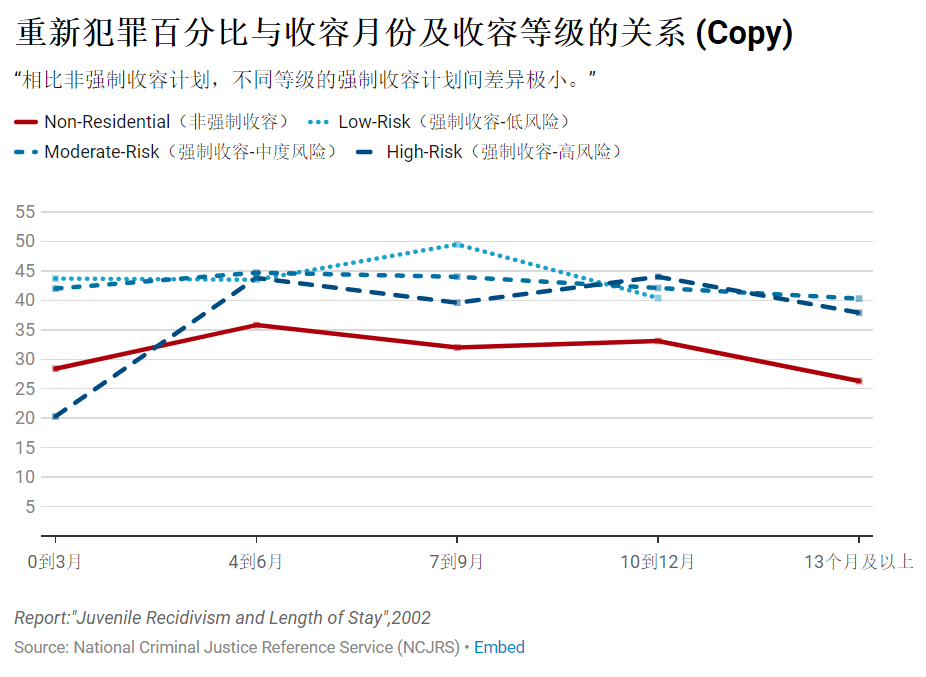 重新犯罪百分比与收容月份及收容等级的关系 (Copy)
“相比非强制收容计划，不同等级的强制收容计划间差异极小。”
Non-Residential（非强制收容） Low-Risk（强制收容-低风险）
Moderate-Risk（强制收容-中度风险） High-Risk（强制收容-高风险）
55
50
45
40
35
30
25
20
15
10
5
0到3月 4到6月 7到9月 10到12月 13个月及以上
Report:"Juvenile Recidivism and Length of Stay",2002
Source: National Criminal Justice Reference Service (NCJRS) • Embed